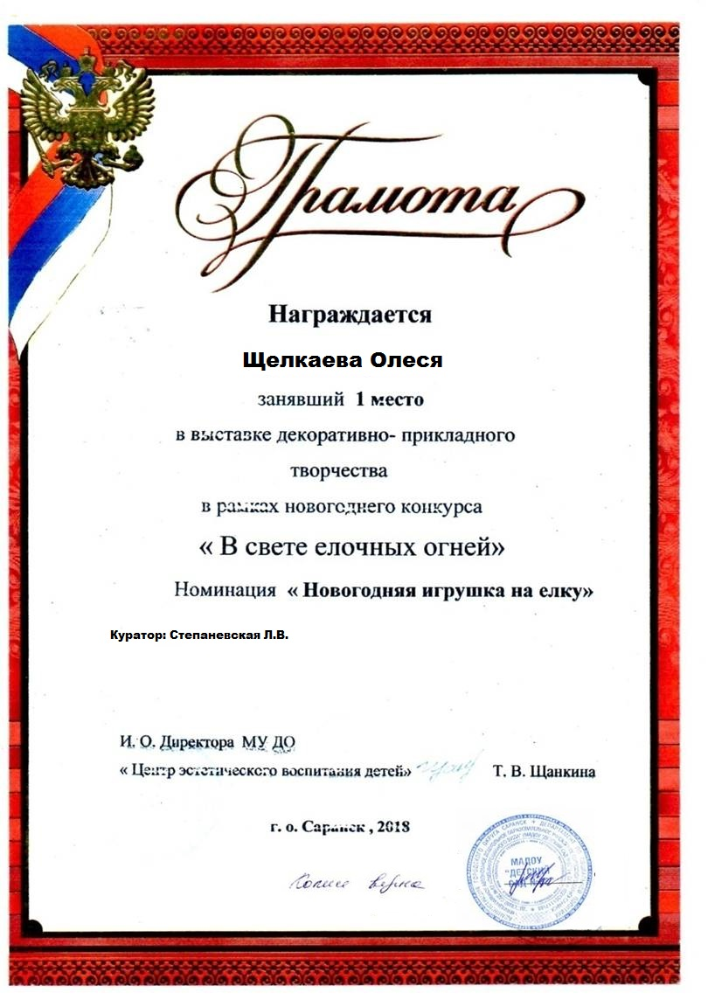 Грамота
Награждается
Щелкаева Олеся
занявший 1 место
в выставке декоративно- прикладного
творчества
в рамках новогоднего конкурса
« В свете елочных огней»
Номинация « Новогодняя игрушка на елку»
Куратор: Степаневская Л.В.
И. О. Директора МУ ДО
« Центр эстетического воспитания детей» Т. В. Щанкина
г. о. Саранск , 2018
Копия верна
МАДОУ
"ДЕТСКИЙ
САД